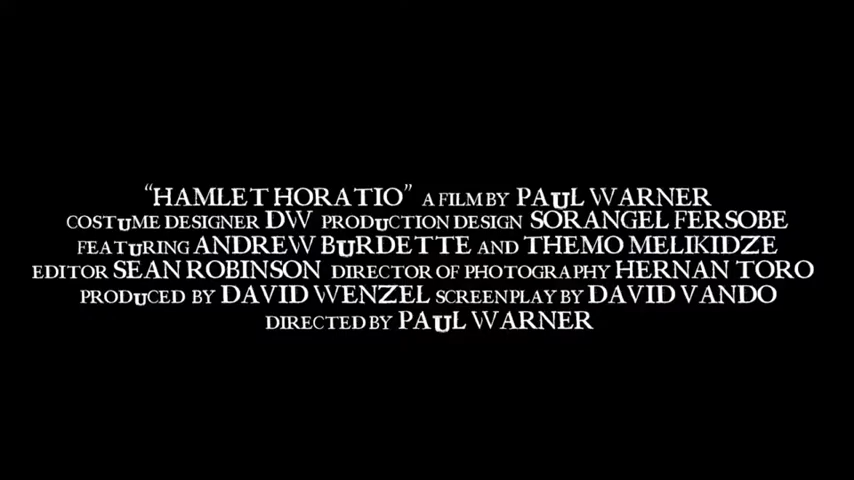 “HAMLET HORATIO” A FILM BY PAUL WARNER
COSTUME DESIGNER DW PRODUCTION DESIGN SORANGEL FERSOBE
FEATURING ANDREW BURDETTE AND THEMO MELIKIDZE
EDITOR SEAN ROBINSON DIRECTOR OF PHOTOGRAPHY HERNAN TORO
PRODUCED BY DAVID WENZEL SCREENPLAY BY DAVID VANDO
DIRECTED BY PAUL WARNER